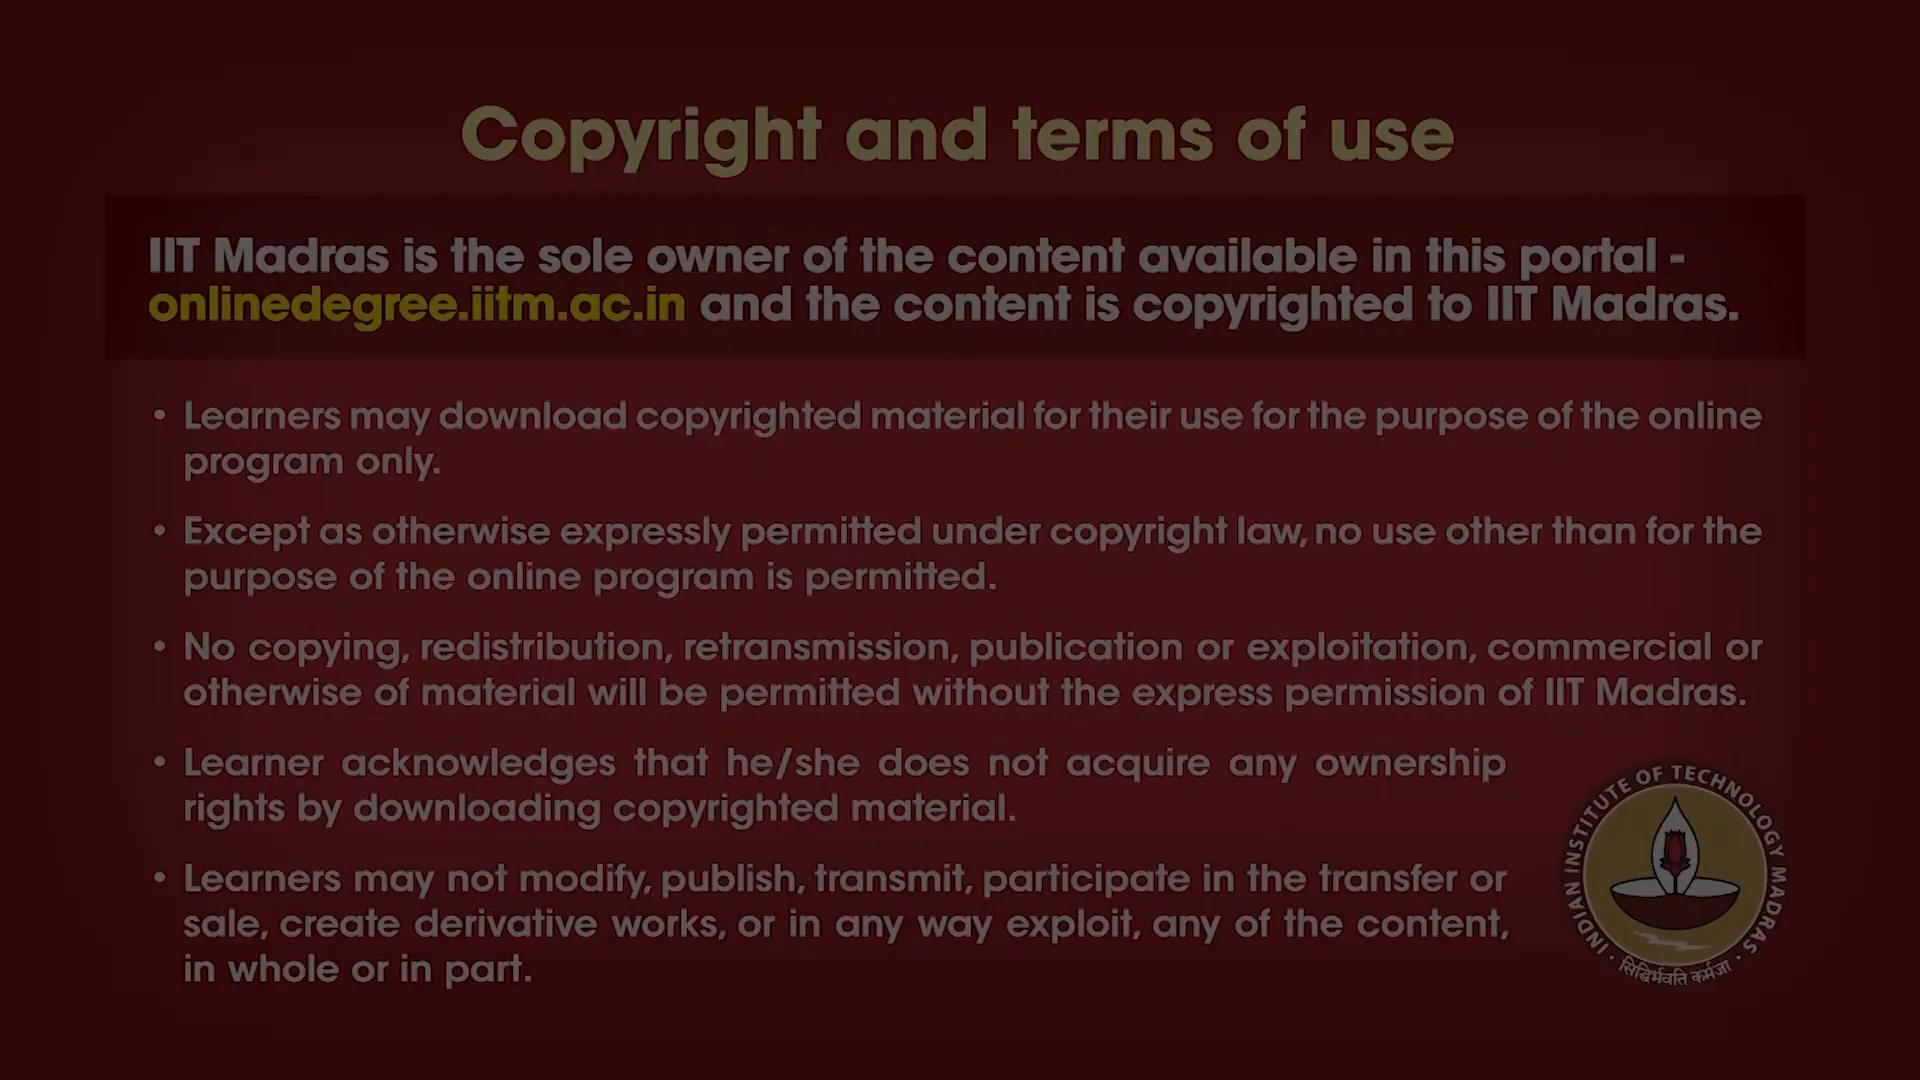 Copyright and terms of use
IIT Madras is the sole owner of the content available in this portal -
onlinedegree.iitm.ac.in and the content is copyrighted to IIT Madras.
• Learners may download copyrighted material for their use for the purpose of the online
program only.
• Except as otherwise expressly permitted under copyright law, no use other than for the
purpose of the online program is permitted.
• No copying, redistribution, retransmission, publication or exploitation, commercial or
otherwise of material will be permitted without the express permission of IIT Madras.
• Learner acknowledges that he/she does not acquire any ownership
rights by downloading copyrighted material.
• Learners may not modify, publish, transmit, participate in the transfer or
sale, create derivative works, or in any way exploit, any of the content,
in whole or in part.
INDIAN INSTITUTE OF TECHNOLOGY MADRAS
सिद्धिर्भवति कर्मजा